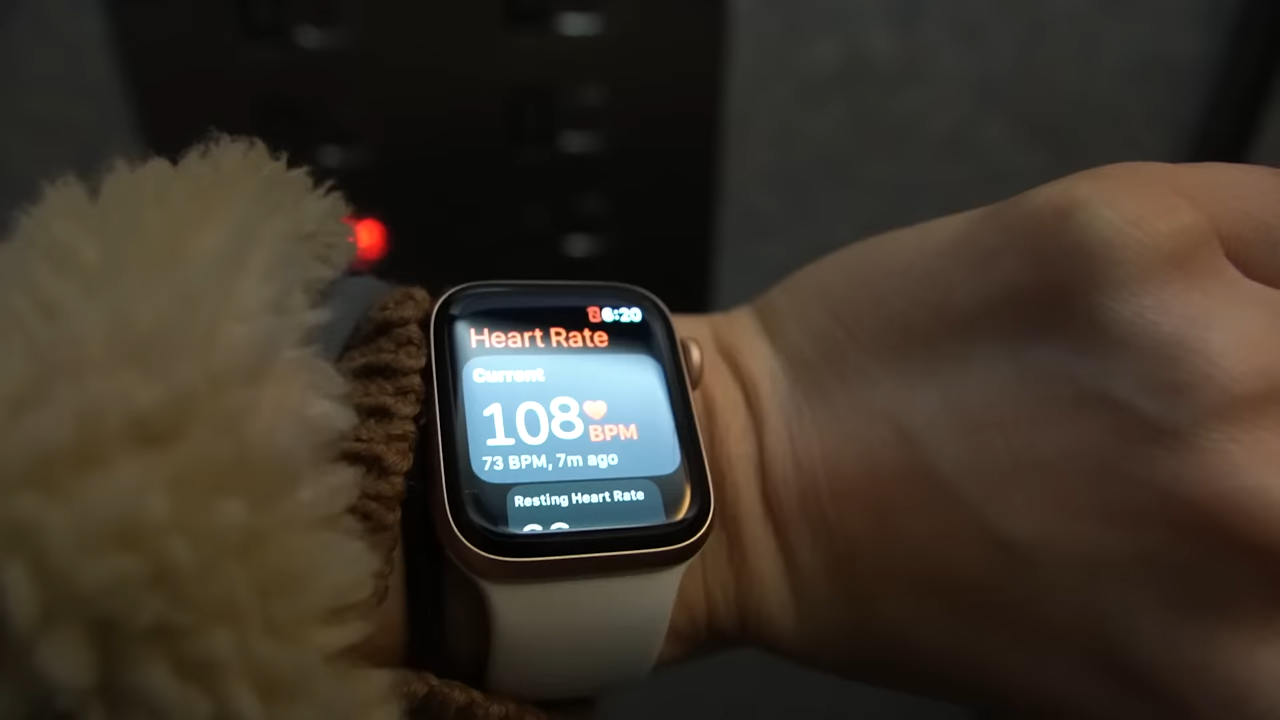 6:20
Heart Rate
Current
108
BPM
73 BPM, 7m ago
Resting Heart Rate